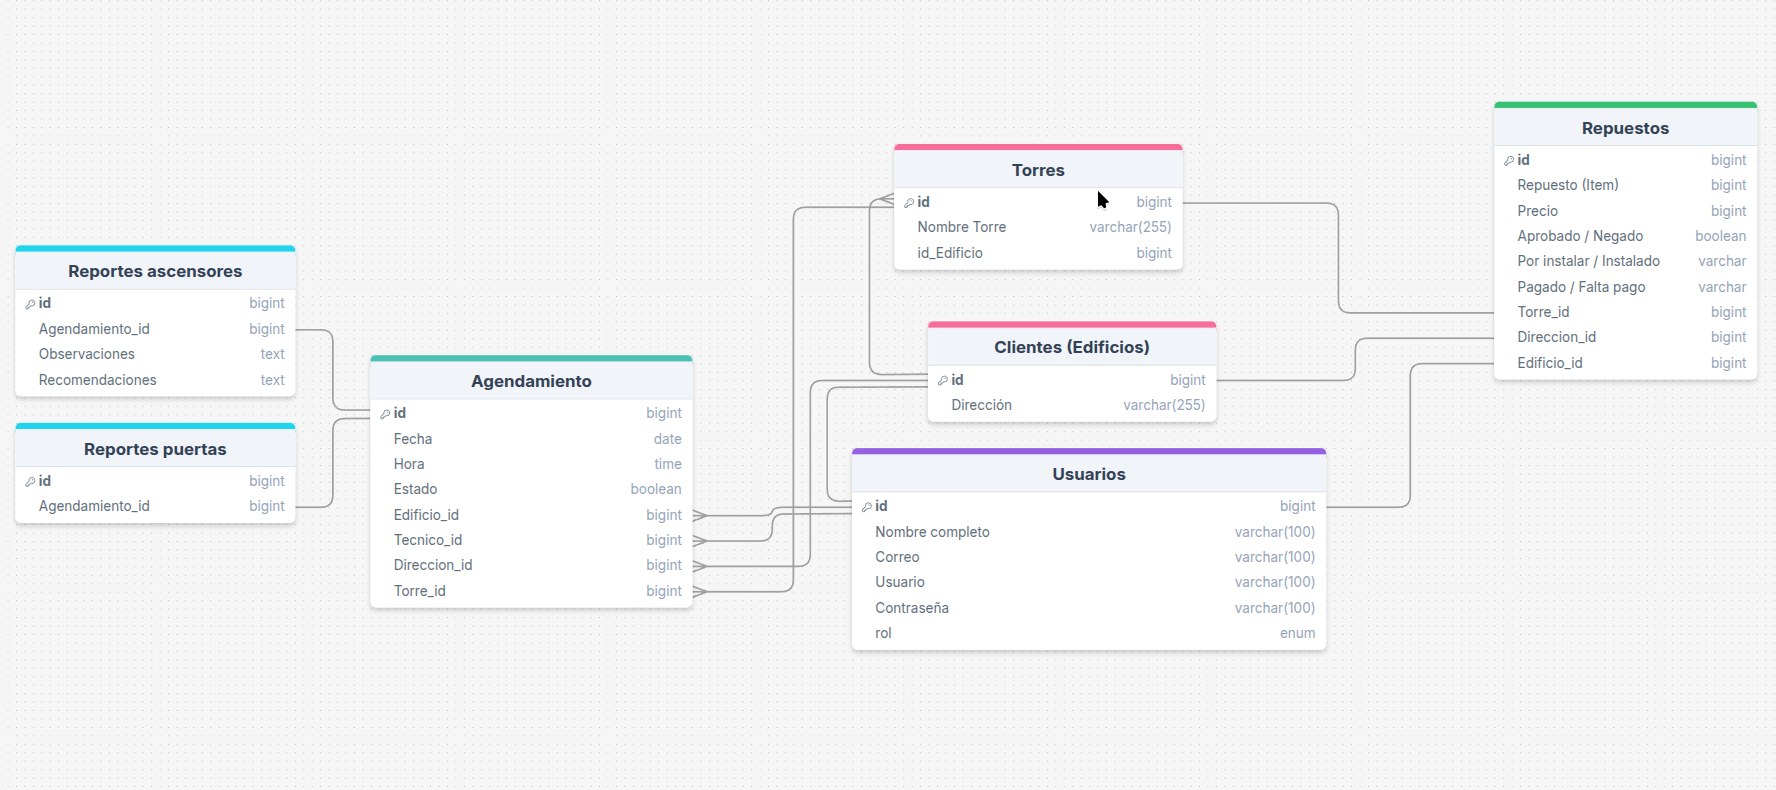 Reportes ascensores
id bigint
Agendamiento_id bigint
Observaciones text
Recomendaciones text
Reportes puertas
id bigint
Agendamiento_id bigint
Agendamiento
id bigint
Fecha date
Hora time
Estado boolean
Edificio_id bigint
Tecnico_id bigint
Direccion_id bigint
Torre_id bigint
Torres
id bigint
Nombre Torre varchar(255)
id_Edificio bigint
Clientes (Edificios)
id bigint
Dirección varchar(255)
Usuarios
id bigint
Nombre completo varchar(100)
Correo varchar(100)
Usuario varchar(100)
Contraseña varchar(100)
rol enum
Repuestos
id bigint
Repuesto (Item) bigint
Precio bigint
Aprobado / Negado boolean
Por instalar / Instalado varchar
Pagado / Falta pago varchar
Torre_id bigint
Direccion_id bigint
Edificio_id bigint